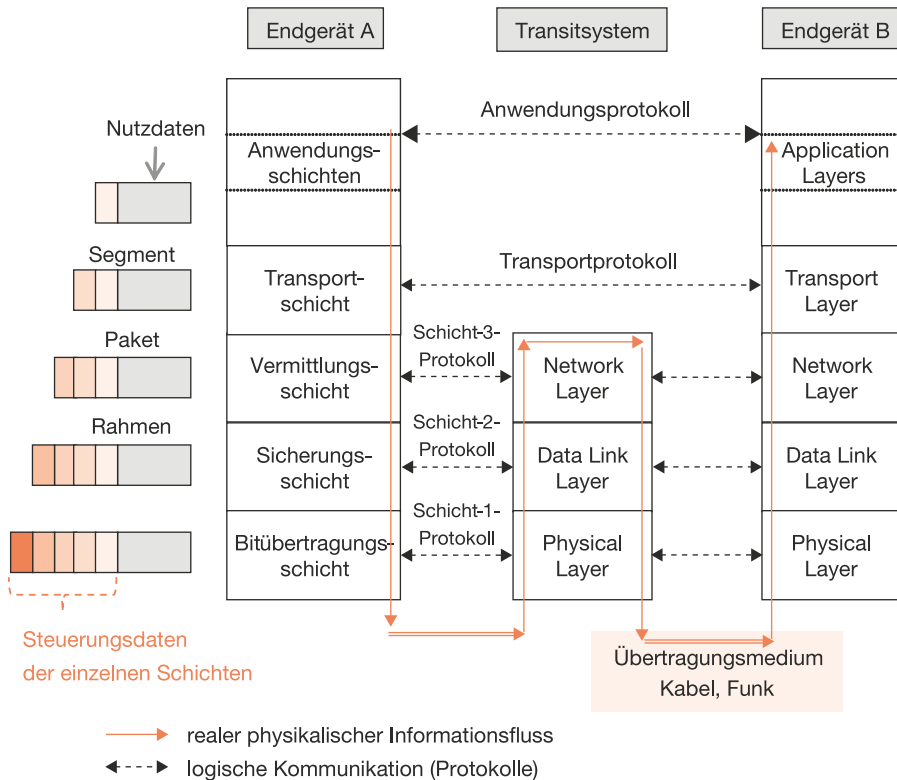 Endgerät A
Transitsystem
Endgerät B
Anwendungsprotokoll
Nutzdaten
Anwendungs-
schichten
Application
Layers
Segment
Transportprotokoll
Transport-
schicht
Transport
Layer
Paket
Schicht-3-
Protokoll
Vermittlungs-
schicht
Network
Layer
Network
Layer
Rahmen
Schicht-2-
Protokoll
Sicherungs-
schicht
Data Link
Layer
Data Link
Layer
Schicht-1-
Protokoll
Bitübertragungs-
schicht
Physical
Layer
Physical
Layer
Steuerungsdaten
der einzelnen Schichten
Übertragungsmedium
Kabel, Funk
realer physikalischer Informationsfluss
logische Kommunikation (Protokolle)